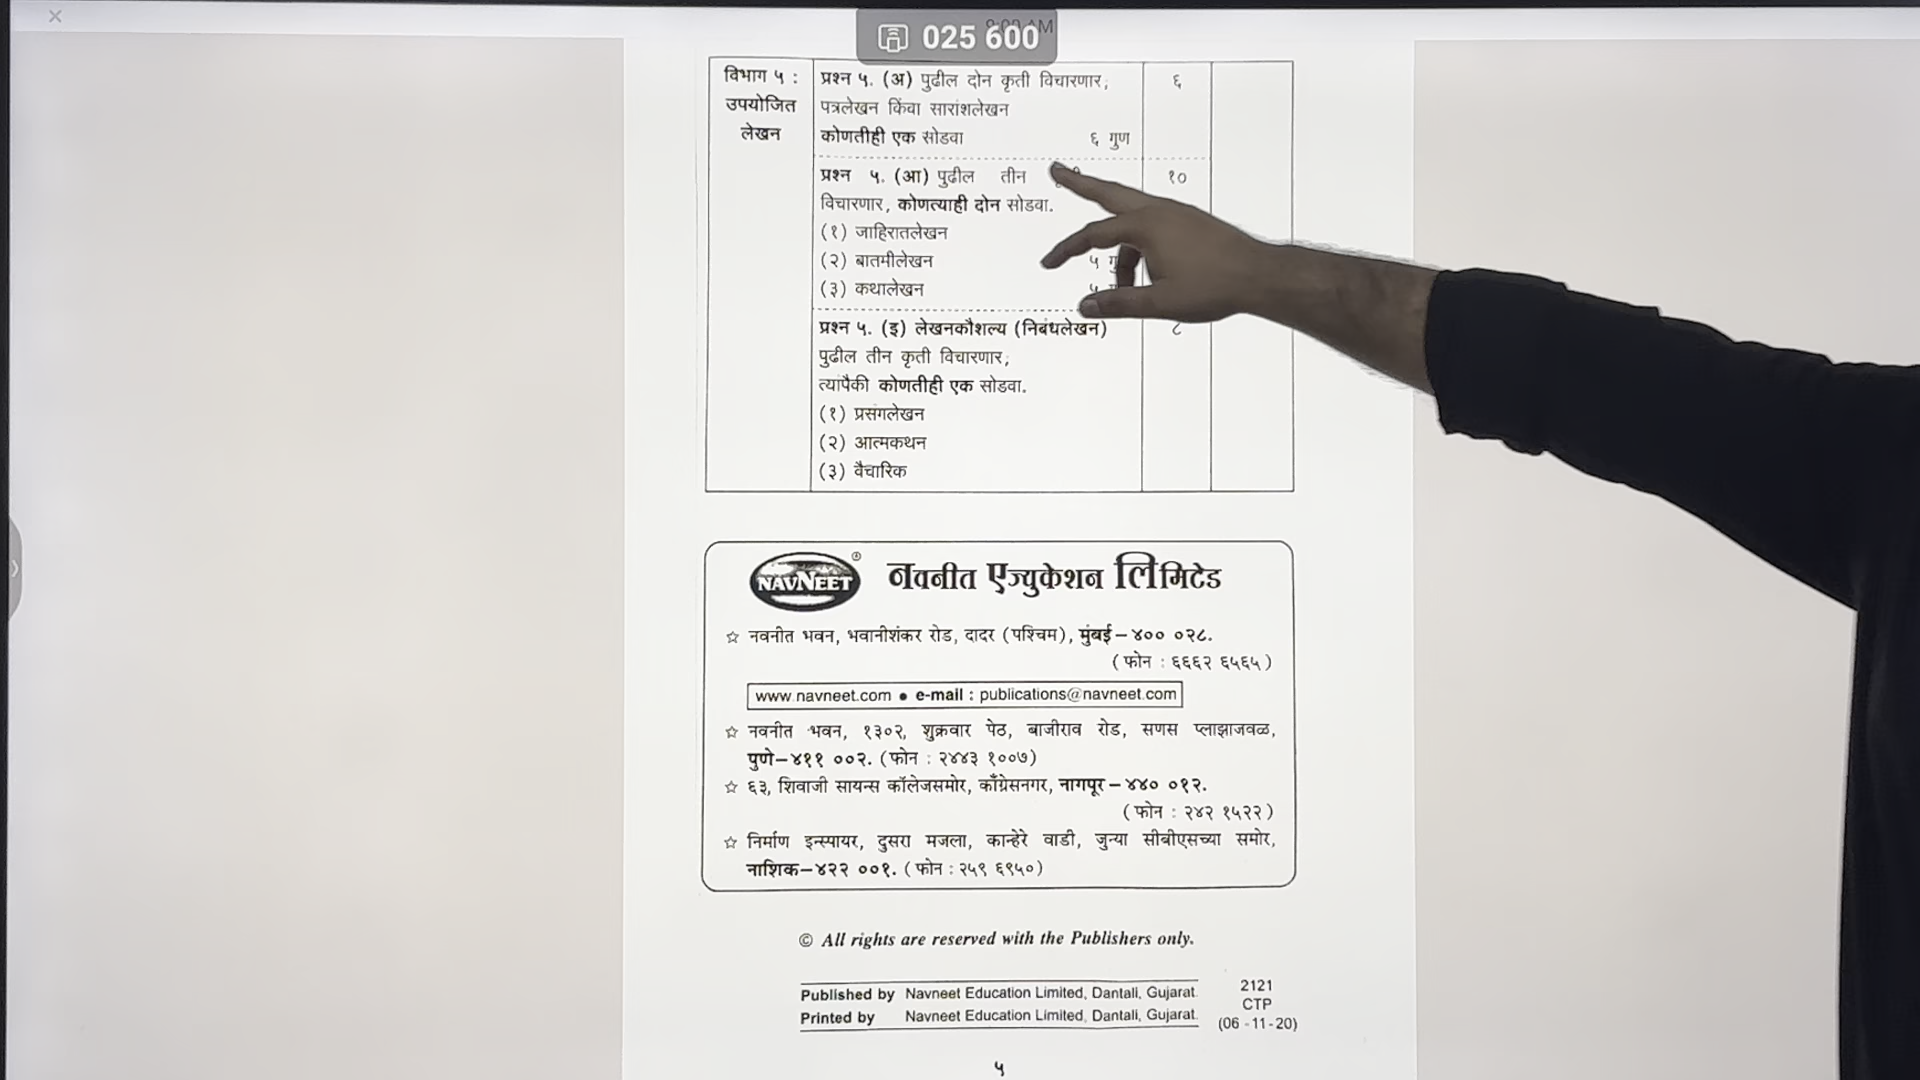 025 600
विभाग ५ :
उपयोजित
लेखन
प्रश्न ५. (अ) पुढील दोन कृती विचारणार,
पत्रलेखन किंवा सारांशलेखन
कोणतीही एक सोडवा ६ गुण
६
प्रश्न ५. (आ) पुढील तीन
विचारणार, कोणत्याही दोन सोडवा.
(१) जाहिरातलेखन
(२) बातमीलेखन ५
(३) कथालेखन
१०
प्रश्न ५. (इ) लेखनकौशल्य (निबंधलेखन)
पुढील तीन कृती विचारणार,
त्यांपैकी कोणतीही एक सोडवा.
(१) प्रसंगलेखन
(२) आत्मकथन
(३) वैचारिक
८
NAVNEET
नवनीत एज्युकेशन लिमिटेड
☆ नवनीत भवन, भवानीशंकर रोड, दादर (पश्चिम), मुंबई–४०० ०२८.
(फोन : ६६६२ ६५६५)
www.navneet.com ● e-mail : publications@navneet.com
☆ नवनीत भवन, १३०२, शुक्रवार पेठ, बाजीराव रोड, सणस प्लाझाजवळ,
पुणे–४११ ००२. (फोन : २४४३ १००७)
☆ ६३, शिवाजी सायन्स कॉलेजसमोर, काँग्रेसनगर, नागपूर–४४० ०१२.
(फोन : २४२ १५२२)
☆ निर्माण इन्स्पायर, दुसरा मजला, कान्हेरे वाडी, जुन्या सीबीएसच्या समोर,
नाशिक–४२२ ००१. (फोन : २५९ ६९५०)
© All rights are reserved with the Publishers only.
Published by Navneet Education Limited, Dantali, Gujarat.
Printed by Navneet Education Limited, Dantali, Gujarat.
2121
CTP
(06-11-20)
५